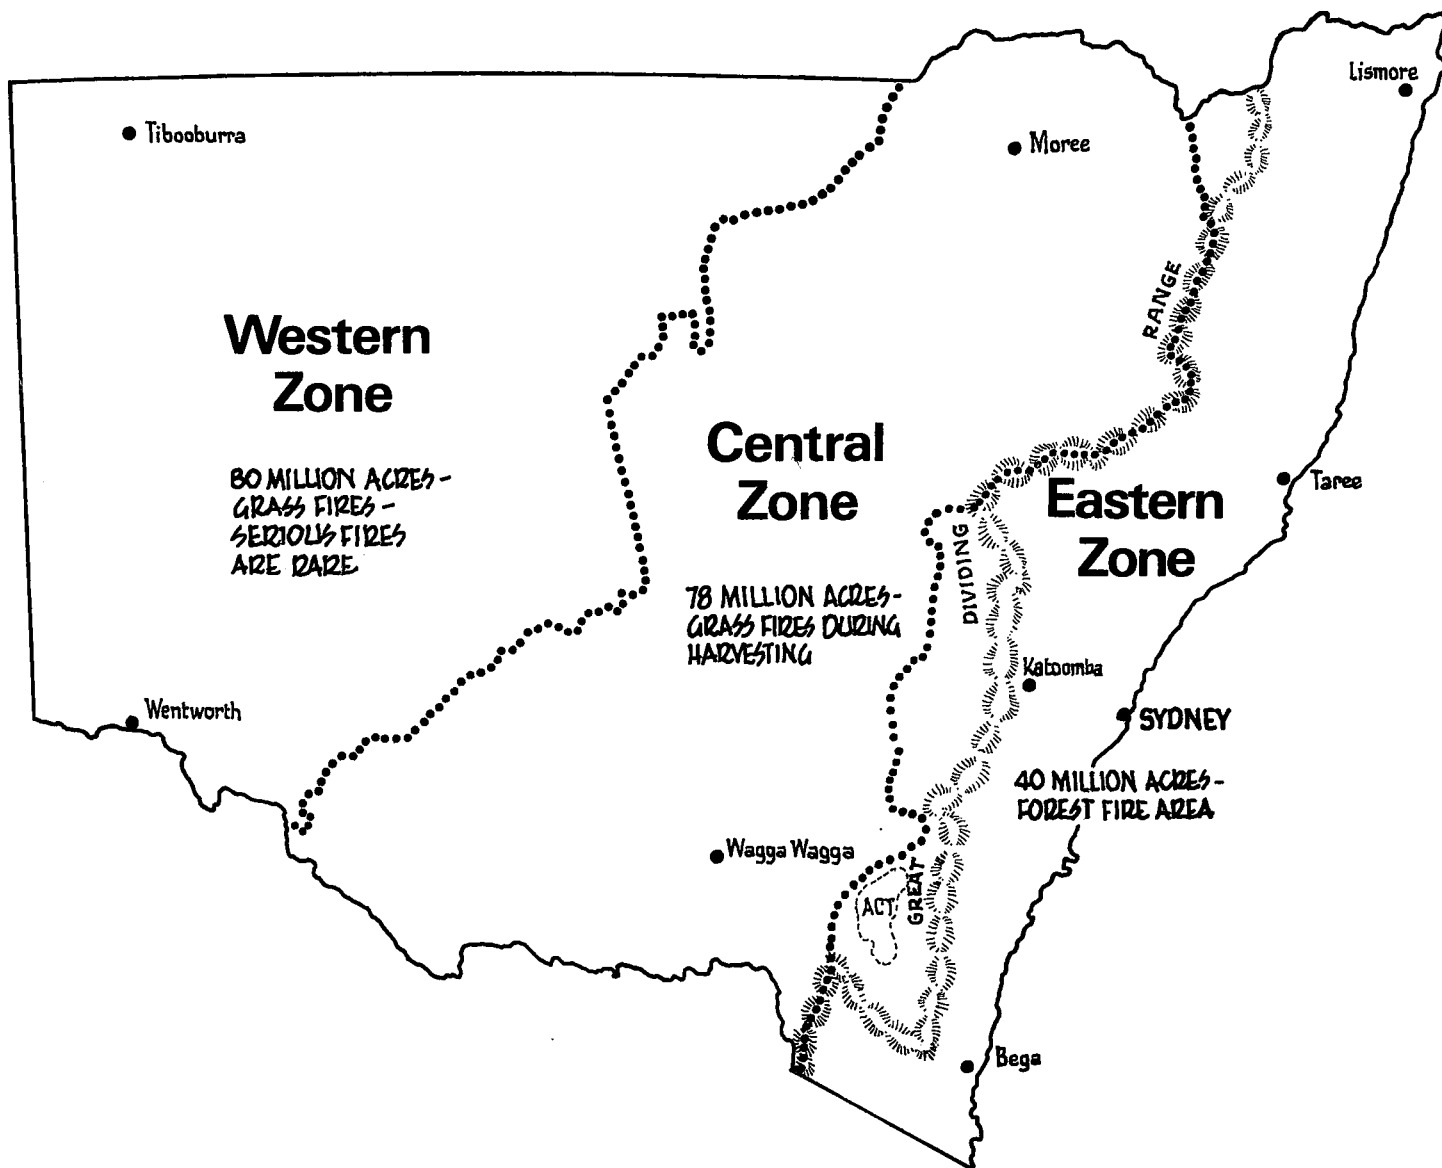 Lismore
Tibooburra
Moree
RANGE
Western
Zone
80 MILLION ACRES-
GRASS FIRES-
SERIOUS FIRES
ARE RARE
Central
Zone
78 MILLION ACRES-
GRASS FIRES DURING
HARVESTING
Eastern
Zone
Taree
DIVIDING
Katoomba
Wentworth
SYDNEY
40 MILLION ACRES-
FOREST FIRE AREA
Wagga Wagga
ACT
GREAT
Bega